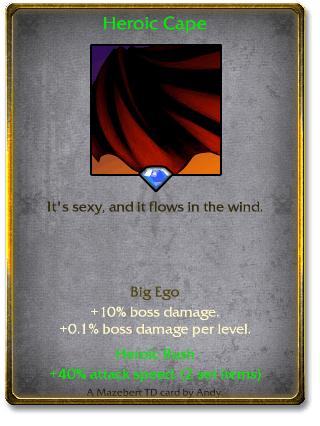 Heroic Cape
It's sexy, and it flows in the wind.
Big Ego
+10% boss damage.
+0.1% boss damage per level.
Heroic Rush
+40% attack speed (2 set items)
A Mazebert TD card by Andy